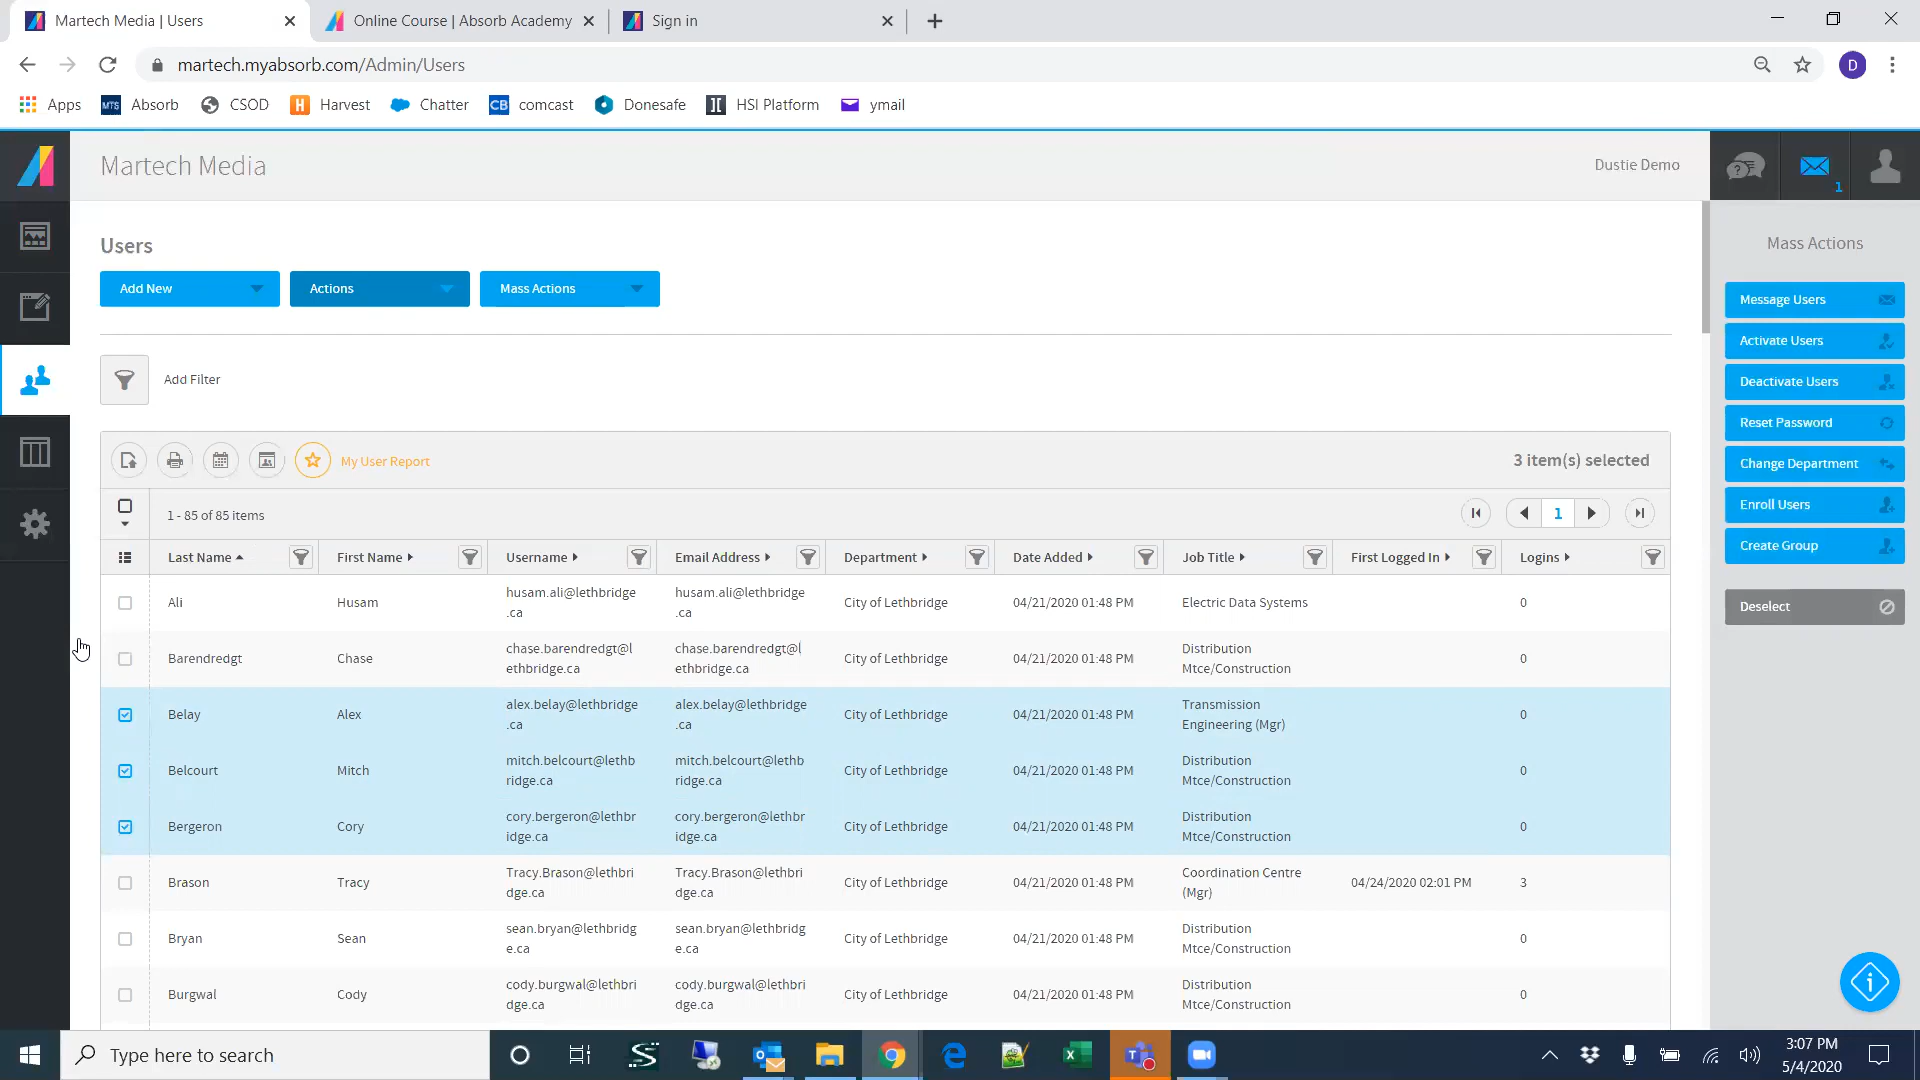 Martech Media | Users
Online Course | Absorb Academy
Sign in
martech.myabsorb.com/Admin/Users
D
Apps
MTS Absorb
CSOD
H Harvest
Chatter
CB comcast
Donesafe
HSI Platform
ymail
Martech Media
Dustie Demo
1
Users
Add New
Actions
Mass Actions
Add Filter
My User Report
3 item(s) selected
1 - 85 of 85 items
1
Last Name First Name Username Email Address Department Date Added Job Title First Logged In Logins
Ali Husam husam.ali@lethbridge husam.ali@lethbridge City of Lethbridge 04/21/2020 01:48 PM Electric Data Systems 0
.ca .ca
Barendredgt Chase chase.barendredgt@l chase.barendredgt@l City of Lethbridge 04/21/2020 01:48 PM Distribution 0
ethbridge.ca ethbridge.ca Mtce/Construction
Belay Alex alex.belay@lethbridge alex.belay@lethbridge City of Lethbridge 04/21/2020 01:48 PM Transmission 0
.ca .ca Engineering (Mgr)
Belcourt Mitch mitch.belcourt@lethb mitch.belcourt@lethb City of Lethbridge 04/21/2020 01:48 PM Distribution 0
ridge.ca ridge.ca Mtce/Construction
Bergeron Cory cory.bergeron@lethbr cory.bergeron@lethbr City of Lethbridge 04/21/2020 01:48 PM Distribution 0
idge.ca idge.ca Mtce/Construction
Brason Tracy Tracy.Brason@lethbri Tracy.Brason@lethbri City of Lethbridge 04/21/2020 01:48 PM Coordination Centre 04/24/2020 02:01 PM 3
dge.ca dge.ca (Mgr)
Bryan Sean sean.bryan@lethbridg sean.bryan@lethbridg City of Lethbridge 04/21/2020 01:48 PM Distribution 0
e.ca e.ca Mtce/Construction
Burgwal Cody cody.burgwal@lethbri cody.burgwal@lethbri City of Lethbridge 04/21/2020 01:48 PM Distribution 0
dge.ca dge.ca Mtce/Construction
Mass Actions
Message Users
Activate Users
Deactivate Users
Reset Password
Change Department
Enroll Users
Create Group
Deselect
Type here to search
3:07 PM
5/4/2020